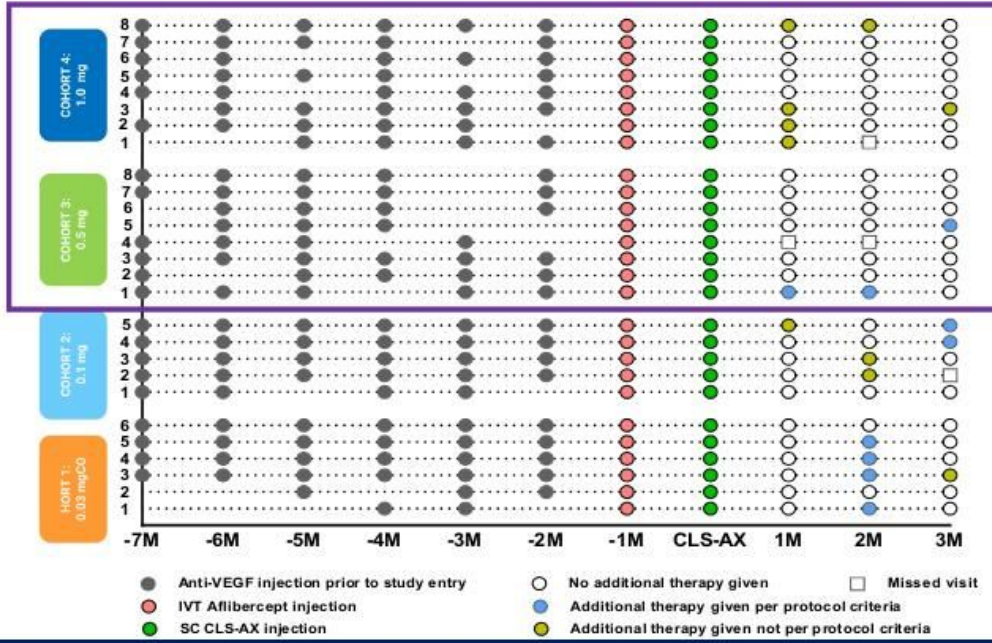 COHORT 4:
1.0 mg
8
7
6
5
4
3
2
1
COHORT 3:
0.5 mg
8
7
6
5
4
3
2
1
COHORT 2:
0.1 mg
5
4
3
2
1
HORT 1:
0.03 mgCO
6
5
4
3
2
1
-7M -6M -5M -4M -3M -2M -1M CLS-AX 1M 2M 3M
Anti-VEGF injection prior to study entry No additional therapy given Missed visit
IVT Aflibercept injection Additional therapy given per protocol criteria
SC CLS-AX injection Additional therapy given not per protocol criteria